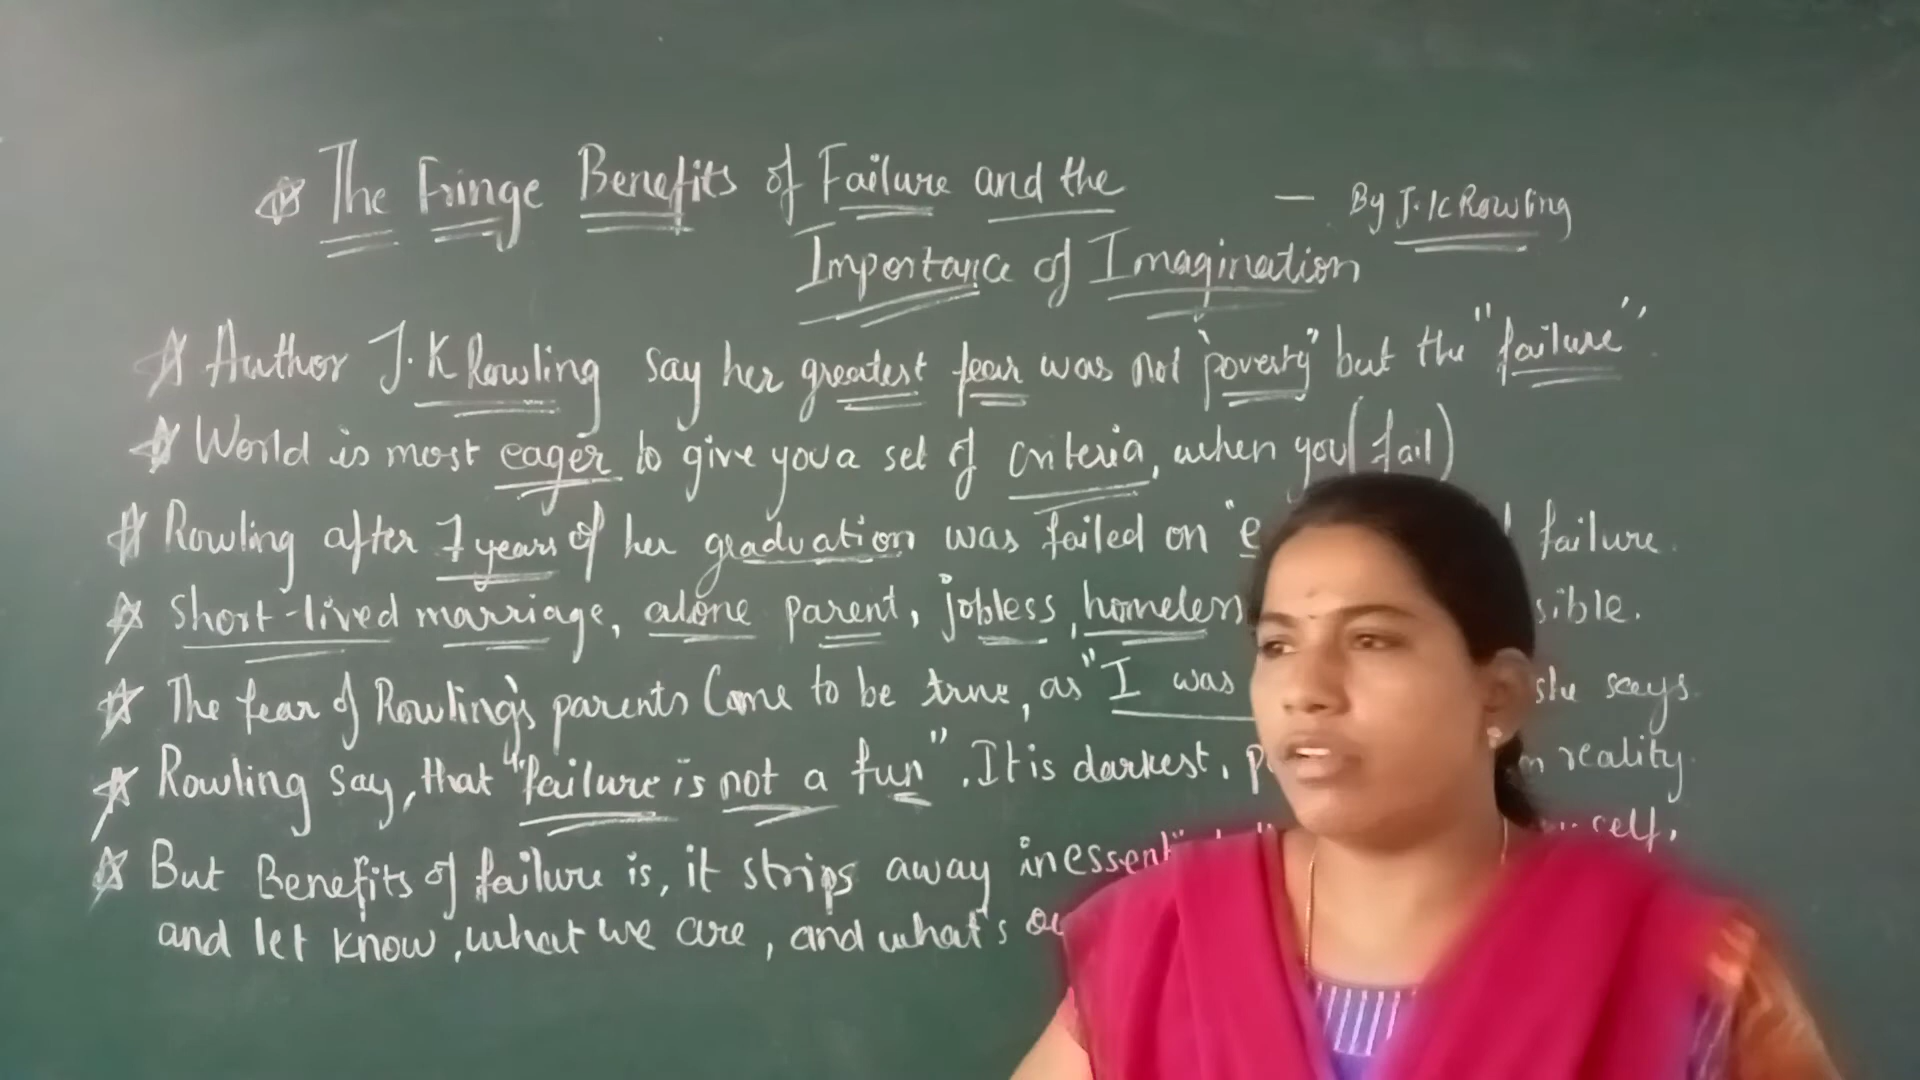 The Fringe Benefits of Failure and the
— By J.K Rowling
Importance of Imagination
Author J.K Rowling say her greatest fear was not "poverty" but the "failure".
World is most eager to give you a set of criteria, when you (fail)
Rowling after 7 years of her graduation was failed on failure.
short-lived marriage, alone parent, jobless, homeless
The fear of Rowling's parents Come to be true, as "I was she says.
Rowling say, that "failure is not a fun". It is darkest, reality.
But Benefits of failure is, it strips away self,
and let know, what we are, and what's